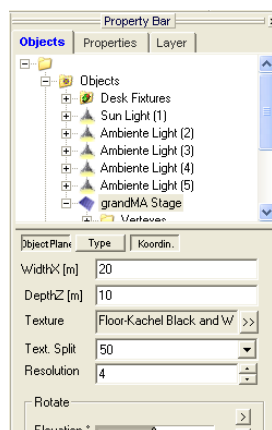 Property Bar
Objects Properties Layer
Objects
Desk Fixtures
Sun Light (1)
Ambiente Light (2)
Ambiente Light (3)
Ambiente Light (4)
Ambiente Light (5)
grandMA Stage
Vertexes
Object Plane Type Koordin.
WidthX [m] 20
DepthZ [m] 10
Texture Floor-Kachel Black and W >>
Text. Split 50
Resolution 4
Rotate
>
Elevation °